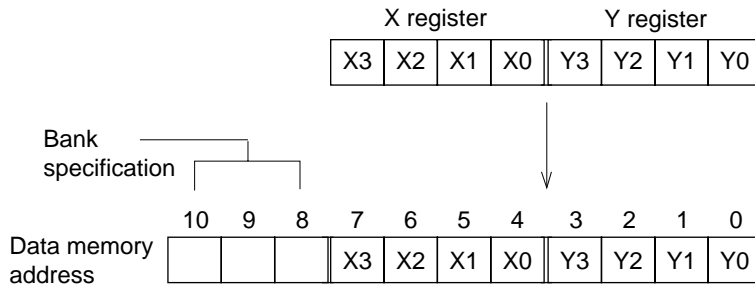 X register Y register
X3 X2 X1 X0 Y3 Y2 Y1 Y0
Bank
specification
10 9 8 7 6 5 4 3 2 1 0
Data memory
address
X3 X2 X1 X0 Y3 Y2 Y1 Y0